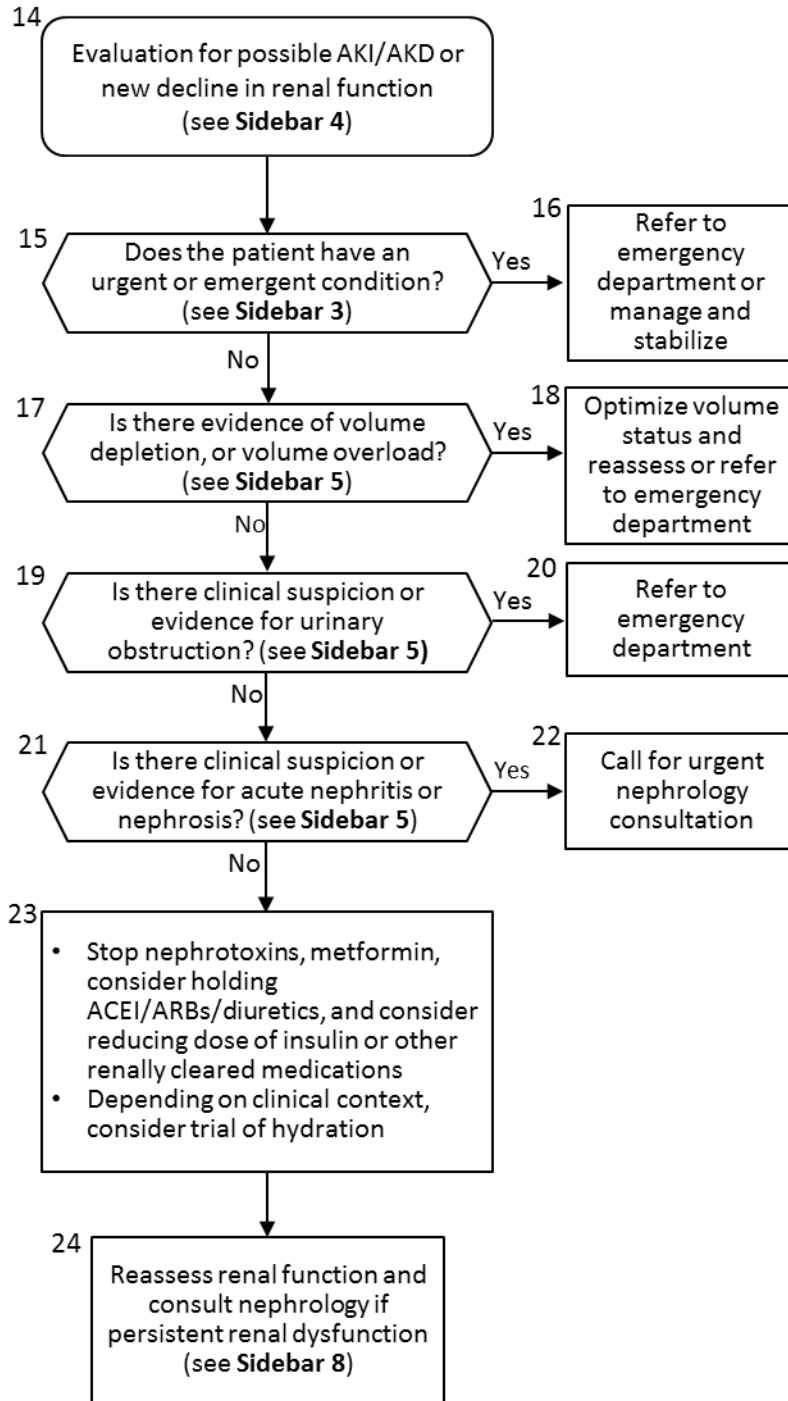 14
Evaluation for possible AKI/AKD or
new decline in renal function
(see Sidebar 4)
15
Does the patient have an
urgent or emergent condition?
(see Sidebar 3)
Yes
16
Refer to
emergency
department or
manage and
stabilize
No
17
Is there evidence of volume
depletion, or volume overload?
(see Sidebar 5)
Yes
18
Optimize volume
status and
reassess or refer
to emergency
department
No
19
Is there clinical suspicion or
evidence for urinary
obstruction? (see Sidebar 5)
Yes
20
Refer to
emergency
department
No
21
Is there clinical suspicion or
evidence for acute nephritis or
nephrosis? (see Sidebar 5)
Yes
22
Call for urgent
nephrology
consultation
No
23
• Stop nephrotoxins, metformin,
consider holding
ACEI/ARBs/diuretics, and consider
reducing dose of insulin or other
renally cleared medications
• Depending on clinical context,
consider trial of hydration
24
Reassess renal function and
consult nephrology if
persistent renal dysfunction
(see Sidebar 8)